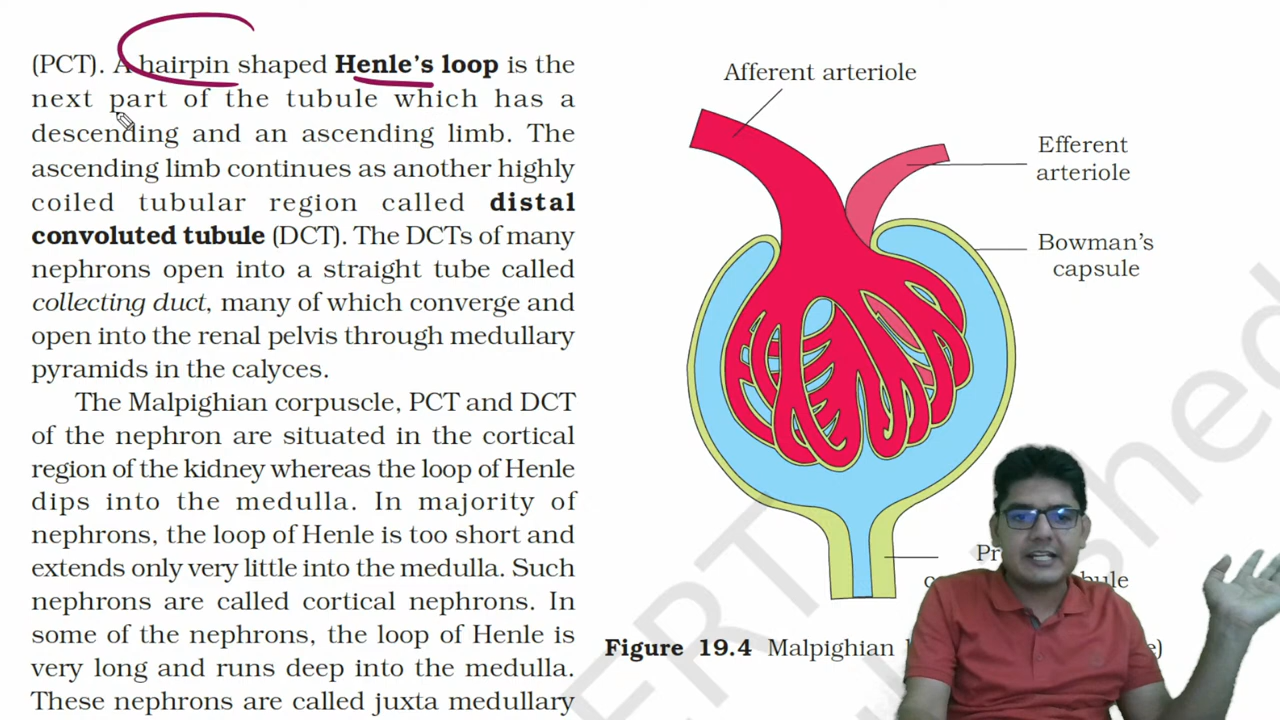 (PCT). A hairpin shaped Henle's loop is the
next part of the tubule which has a
descending and an ascending limb. The
ascending limb continues as another highly
coiled tubular region called distal
convoluted tubule (DCT). The DCTs of many
nephrons open into a straight tube called
collecting duct, many of which converge and
open into the renal pelvis through medullary
pyramids in the calyces.
The Malpighian corpuscle, PCT and DCT
of the nephron are situated in the cortical
region of the kidney whereas the loop of Henle
dips into the medulla. In majority of
nephrons, the loop of Henle is too short and
extends only very little into the medulla. Such
nephrons are called cortical nephrons. In
some of the nephrons, the loop of Henle is
very long and runs deep into the medulla.
These nephrons are called juxta medullary
Afferent arteriole
Efferent
arteriole
Bowman's
capsule
Figure 19.4 Malpighian